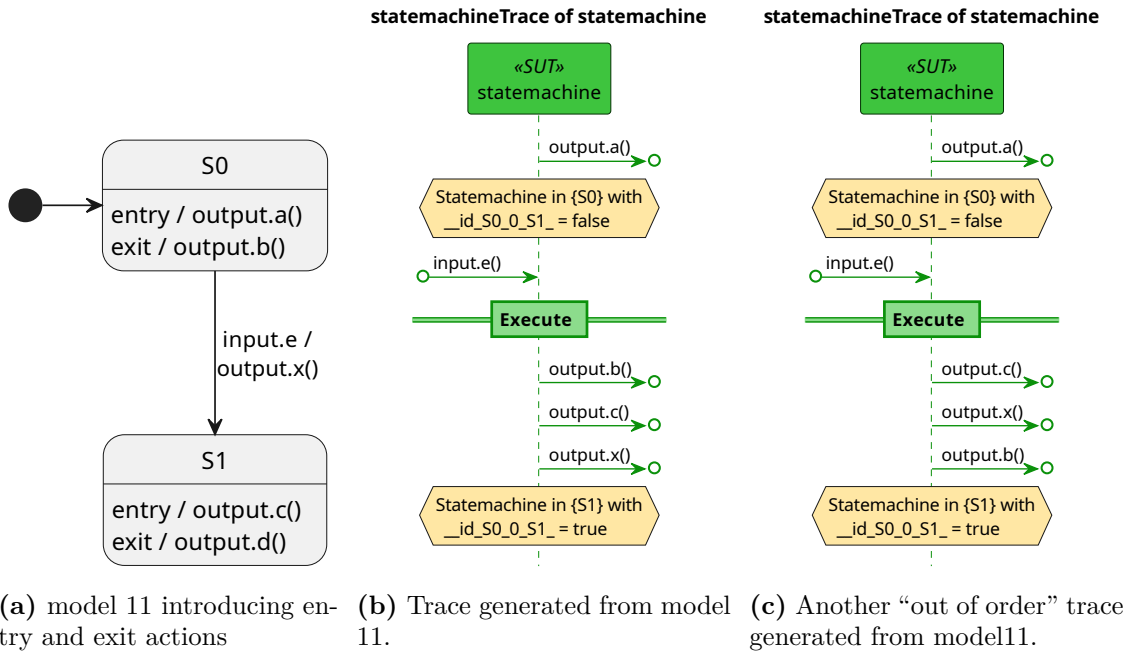 S0
entry / output.a()
exit / output.b()
input.e /
output.x()
S1
entry / output.c()
exit / output.d()
(a) model 11 introducing en-
try and exit actions
statemachineTrace of statemachine
«SUT»
statemachine
output.a()
Statemachine in {S0} with
__id_S0_0_S1_ = false
input.e()
Execute
output.b()
output.c()
output.x()
Statemachine in {S1} with
__id_S0_0_S1_ = true
(b) Trace generated from model
11.
statemachineTrace of statemachine
«SUT»
statemachine
output.a()
Statemachine in {S0} with
__id_S0_0_S1_ = false
input.e()
Execute
output.c()
output.x()
output.b()
Statemachine in {S1} with
__id_S0_0_S1_ = true
(c) Another “out of order” trace
generated from model11.